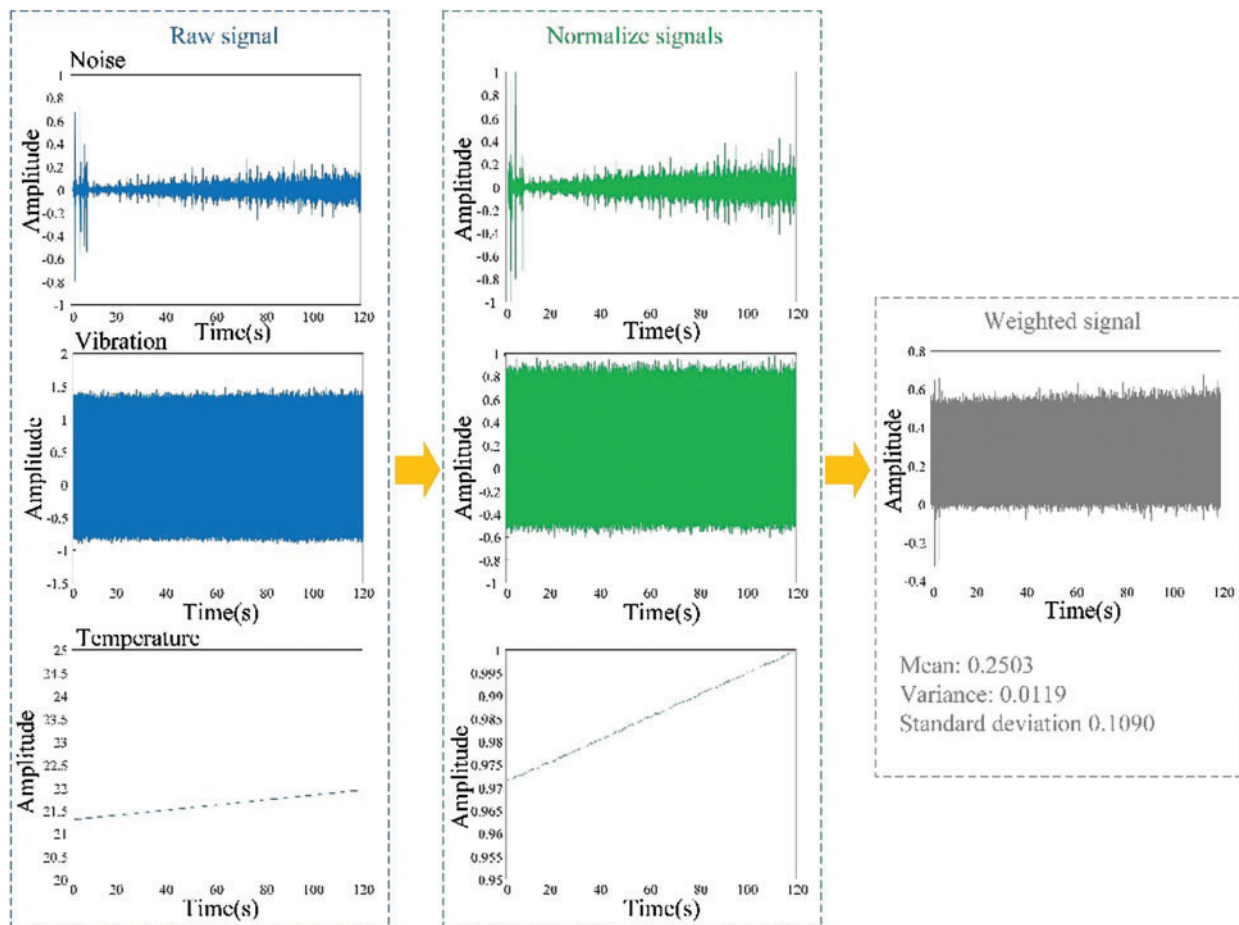 Raw signal
Noise
1
0.8
0.6
0.4
0.2
0
-0.2
-0.4
-0.6
-0.8
-1
Amplitude
0 20 40 60 80 100 120
Time(s)
Vibration
2
1.5
1
0.5
0
-0.5
-1
-1.5
Amplitude
0 20 40 60 80 100 120
Time(s)
Temperature
25
24.5
24
23.5
23
22.5
22
21.5
21
20.5
20
Amplitude
0 20 40 60 80 100 120
Time(s)
Normalize signals
1
0.8
0.6
0.4
0.2
0
-0.2
-0.4
-0.6
-0.8
-1
Amplitude
0 20 40 60 80 100 120
Time(s)
1
0.8
0.6
0.4
0.2
0
-0.2
-0.4
-0.6
-0.8
-1
Amplitude
0 20 40 60 80 100 120
Time(s)
1
0.995
0.99
0.985
0.98
0.975
0.97
0.965
0.96
0.955
0.95
Amplitude
0 20 40 60 80 100 120
Time(s)
Weighted signal
0.8
0.6
0.4
0.2
0
-0.2
-0.4
Amplitude
0 20 40 60 80 100 120
Time(s)
Mean: 0.2503
Variance: 0.0119
Standard deviation 0.1090